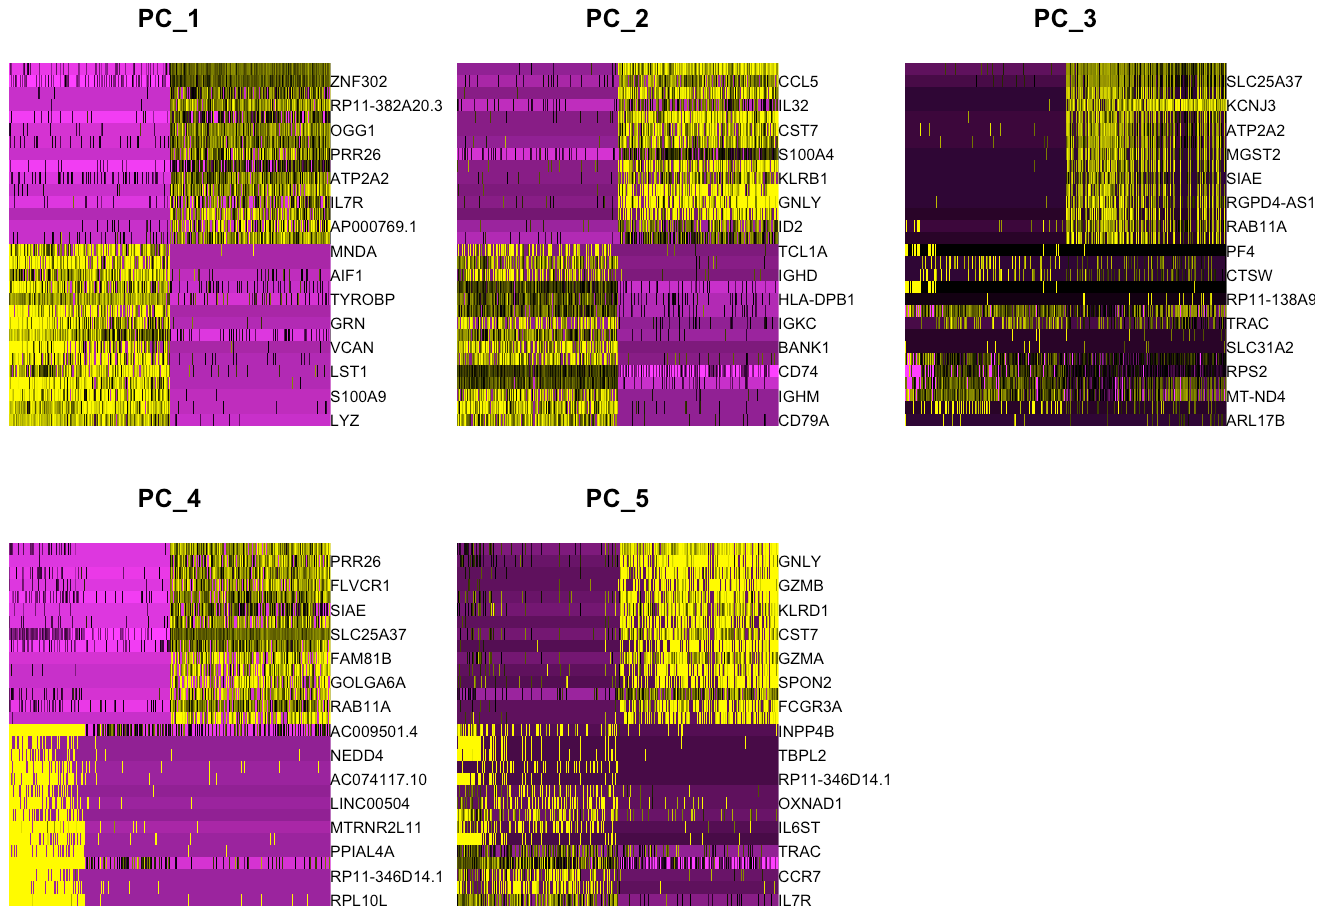 PC_1
ZNF302
RP11-382A20.3
OGG1
PRR26
ATP2A2
IL7R
AP000769.1
MNDA
AIF1
TYROBP
GRN
VCAN
LST1
S100A9
LYZ
PC_2
CCL5
IL32
CST7
S100A4
KLRB1
GNLY
ID2
TCL1A
IGHD
HLA-DPB1
IGKC
BANK1
CD74
IGHM
CD79A
PC_3
SLC25A37
KCNJ3
ATP2A2
MGST2
SIAE
RGPD4-AS1
RAB11A
PF4
CTSW
RP11-138A9
TRAC
SLC31A2
RPS2
MT-ND4
ARL17B
PC_4
PRR26
FLVCR1
SIAE
SLC25A37
FAM81B
GOLGA6A
RAB11A
AC009501.4
NEDD4
AC074117.10
LINC00504
MTRNR2L11
PPIAL4A
RP11-346D14.1
RPL10L
PC_5
GNLY
GZMB
KLRD1
CST7
GZMA
SPON2
FCGR3A
INPP4B
TBPL2
RP11-346D14.1
OXNAD1
IL6ST
TRAC
CCR7
IL7R